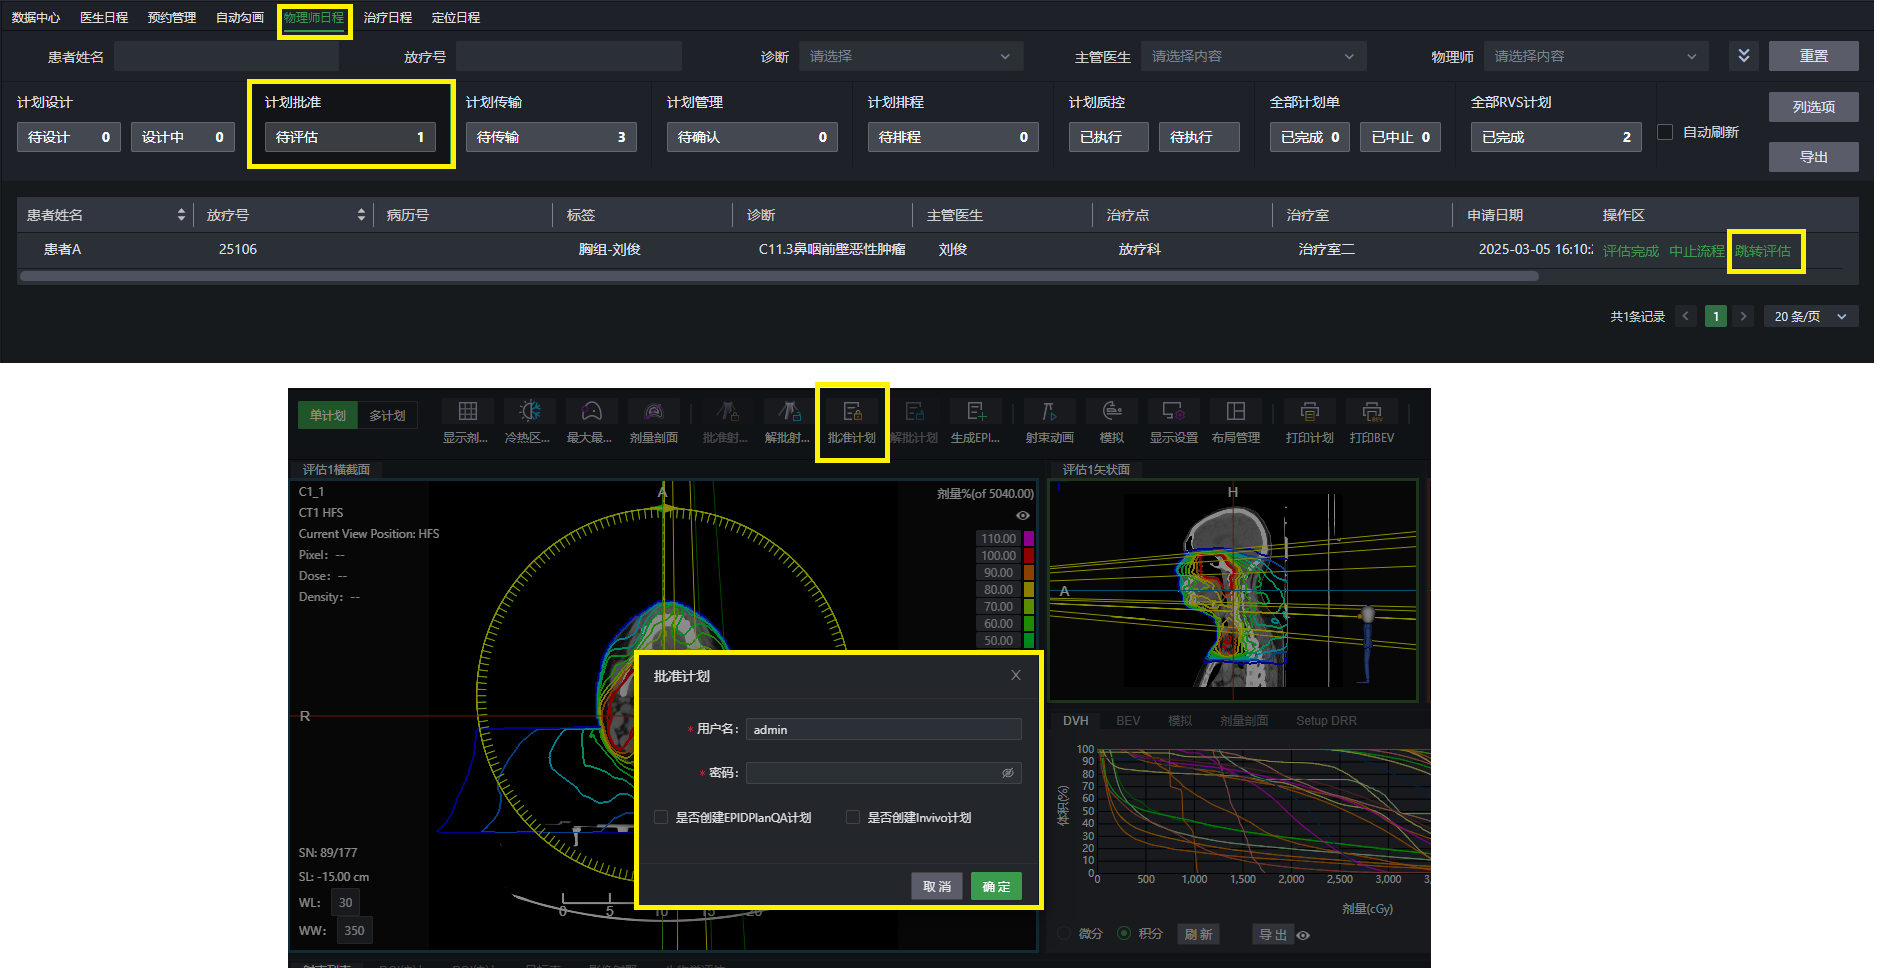 数据中心 医生日程 预约管理 自动勾画 物理师日程 治疗日程 定位日程
患者姓名 放疗号 诊断 请选择 主管医生 请选择内容 物理师 请选择内容 重置
计划设计 计划批准 计划传输 计划管理 计划排程 计划质控 全部计划单 全部RVS计划 列选项
待设计 0 设计中 0 待评估 1 待传输 3 待确认 0 待排程 0 已执行 待执行 已完成 0 已中止 0 已完成 2 自动刷新
导出
患者姓名 放疗号 病历号 标签 诊断 主管医生 治疗点 治疗室 申请日期 操作区
患者A 25106 胸组-刘俊 C11.3鼻咽前壁恶性肿瘤 刘俊 放疗科 治疗室二 2025-03-05 16:10:2 评估完成 中止流程 跳转评估
共1条记录 < 1 > 20 条/页
单计划 多计划
显示剂... 冷热区... 最大最... 剂量剖面 批准射... 解批射... 批准计划 解批计划 生成EPI... 射束动画 模拟 显示设置 布局管理 打印计划 打印BEV
评估1横截面
C1_1
CT1 HFS
Current View Position: HFS
Pixel: --
Dose: --
Density: --
A
R
剂量%(of 5040.00)
110.00
100.00
90.00
80.00
70.00
60.00
50.00
SN: 89/177
SL: -15.00 cm
WL: 30
WW: 350
0 5 10 15 20
批准计划 X
* 用户名: admin
* 密码:
是否创建EPIDPlanQA计划 是否创建Invivo计划
取消 确定
评估1矢状面
H
A
DVH BEV 模拟 剂量剖面 Setup DRR
体积(%)
100
90
80
70
60
50
40
30
20
10
0
0 500 1,000 1,500 2,000 2,500 3,000 3,
剂量(cGy)
微分 积分 刷新 导出